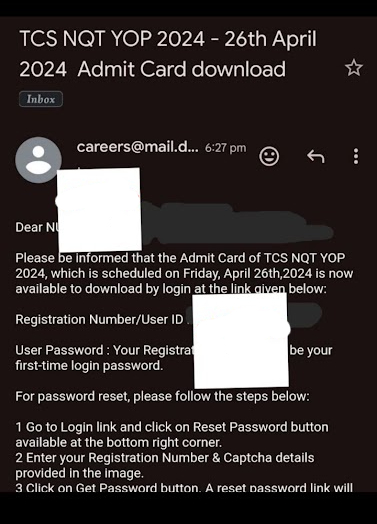 TCS NQT YOP 2024 - 26th April
2024 Admit Card download
Inbox
careers@mail.d... 6:27 pm
Dear
Please be informed that the Admit Card of TCS NQT YOP
2024, which is scheduled on Friday, April 26th,2024 is now
available to download by login at the link given below:
Registration Number/User ID
User Password : Your Registrat be your
first-time login password.
For password reset, please follow the steps below:
1 Go to Login link and click on Reset Password button
available at the bottom right corner.
2 Enter your Registration Number & Captcha details
provided in the image.
3 Click on Get Password button. A reset password link will